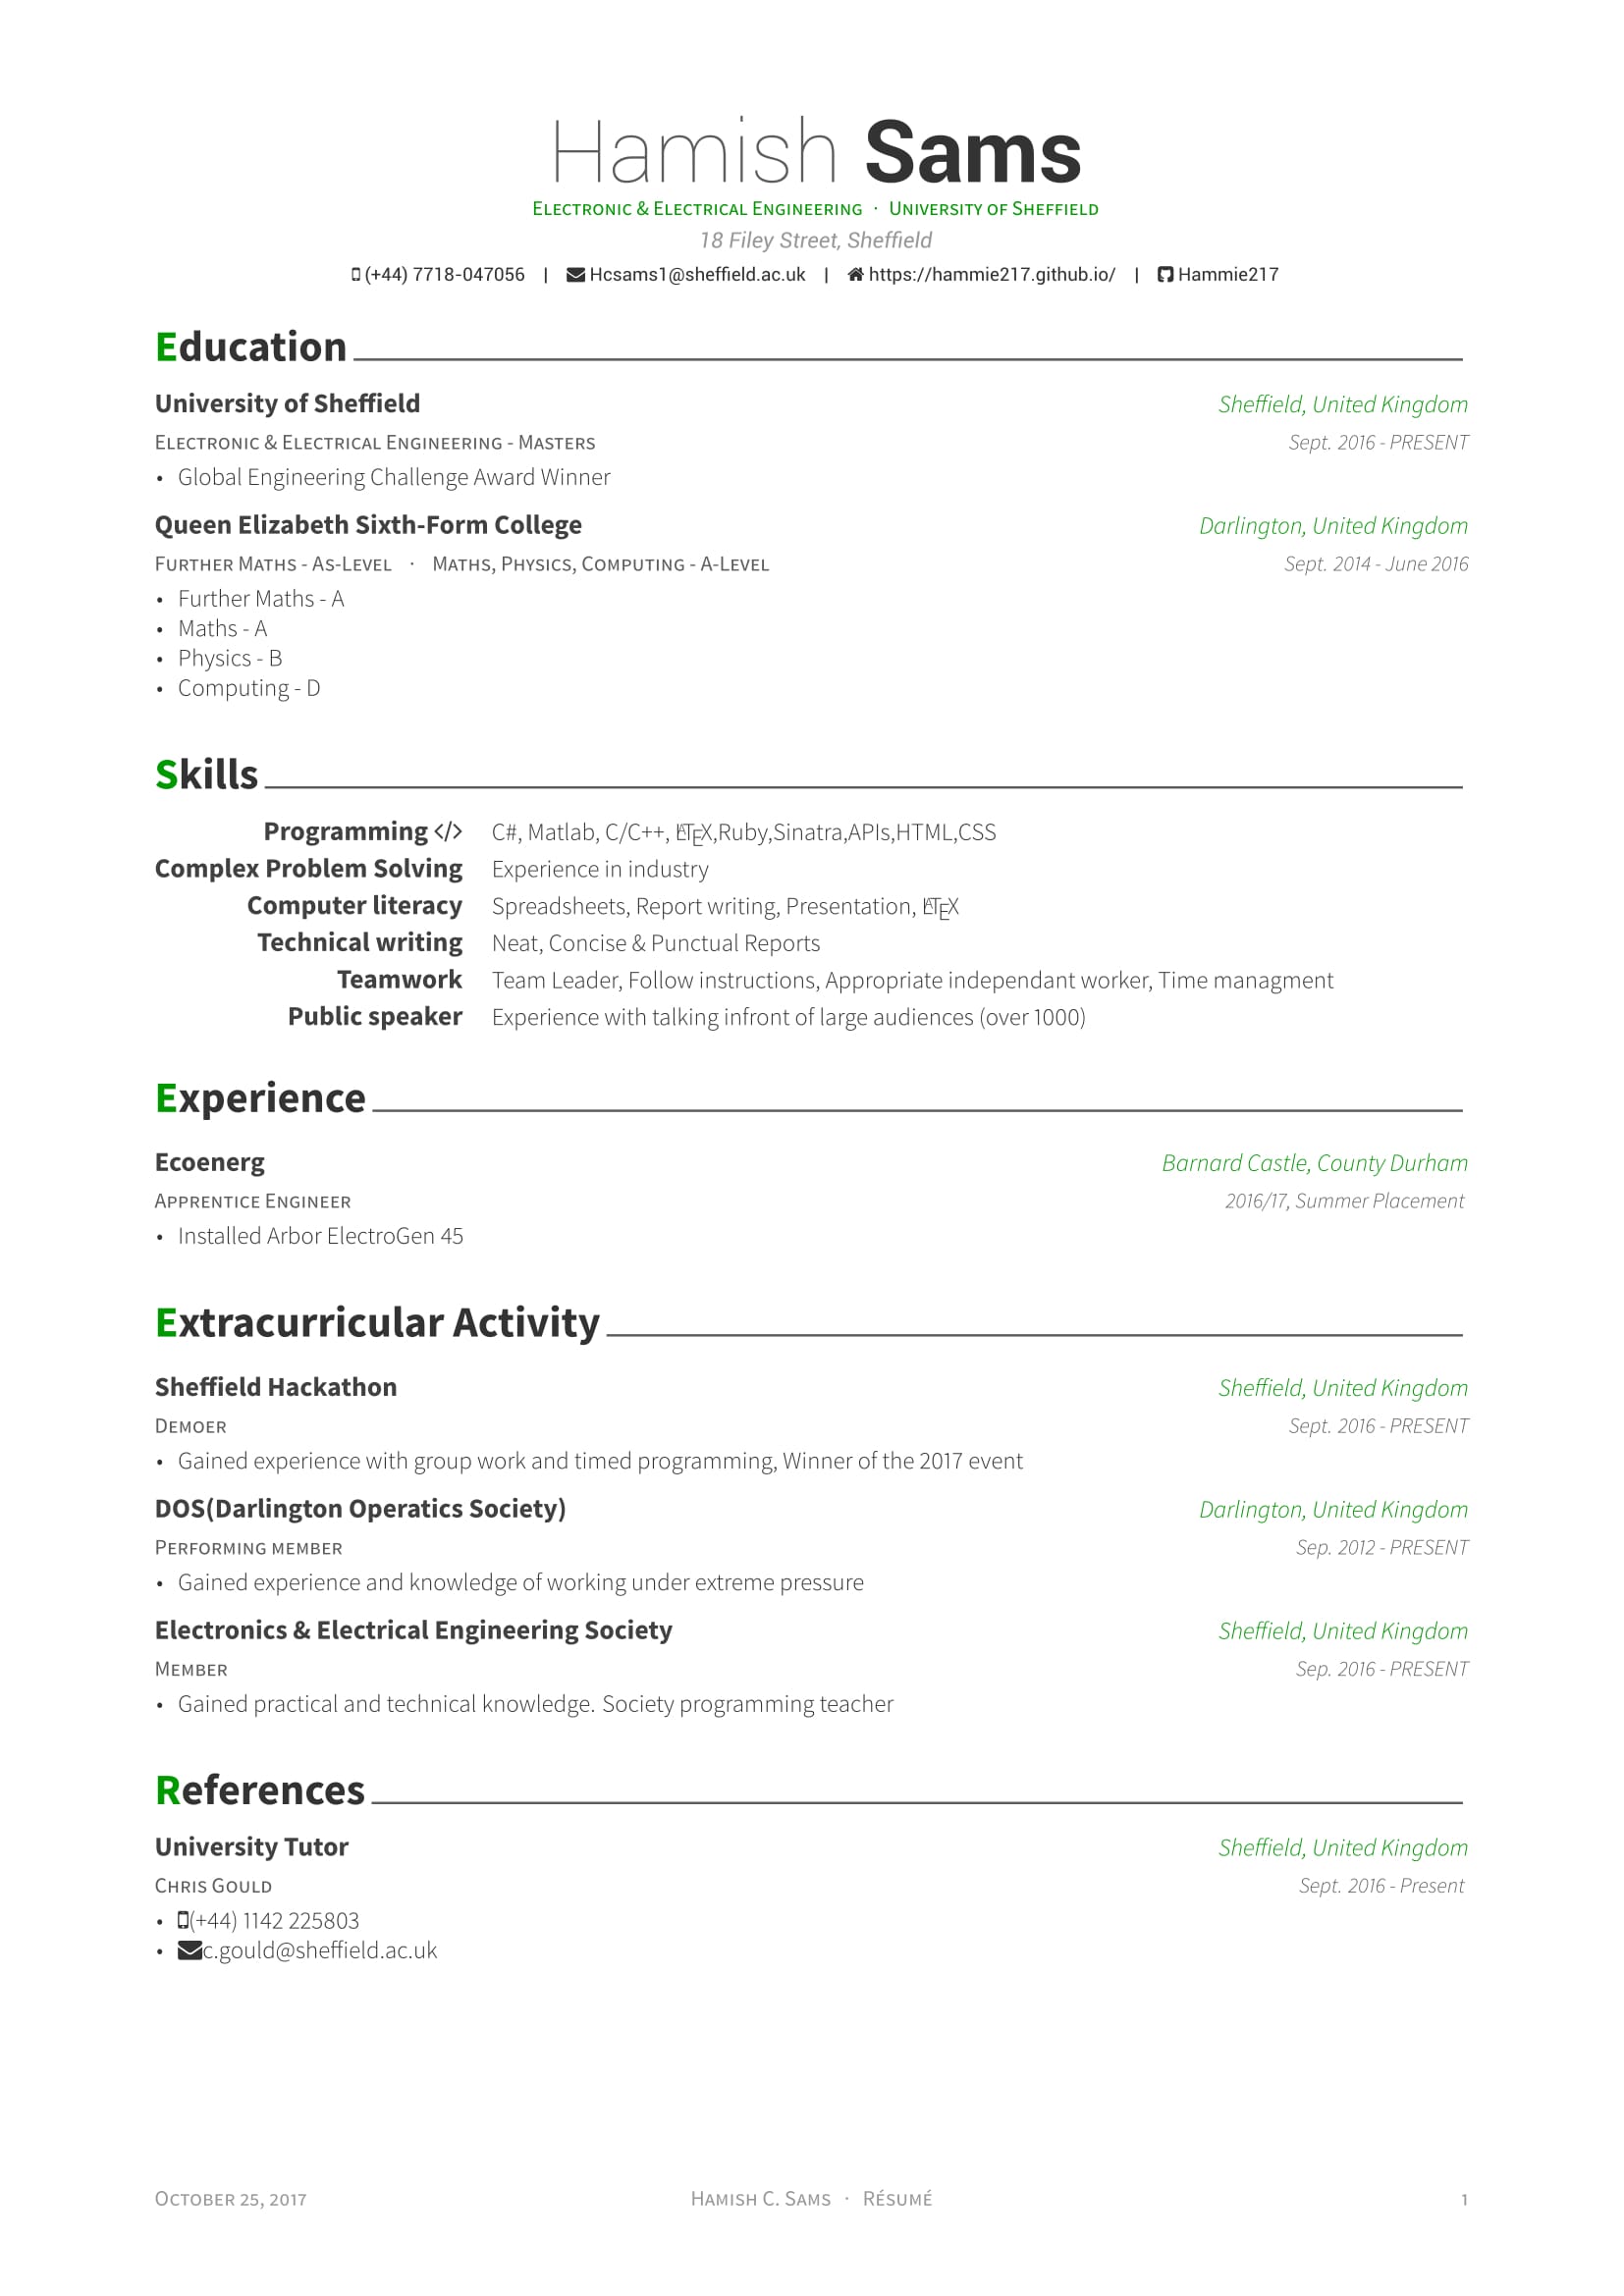 Hamish Sams
Electronic & Electrical Engineering · University of Sheffield
18 Filey Street, Sheffield
(+44) 7718-047056 | Hcsams1@sheffield.ac.uk | https://hammie217.github.io/ | Hammie217
Education
University of Sheffield Sheffield, United Kingdom
Electronic & Electrical Engineering - Masters Sept. 2016 - PRESENT
• Global Engineering Challenge Award Winner
Queen Elizabeth Sixth-Form College Darlington, United Kingdom
Further Maths - As-Level · Maths, Physics, Computing - A-Level Sept. 2014 - June 2016
• Further Maths - A
• Maths - A
• Physics - B
• Computing - D
Skills
Programming </> C#, Matlab, C/C++, LATEX,Ruby,Sinatra,APIs,HTML,CSS
Complex Problem Solving Experience in industry
Computer literacy Spreadsheets, Report writing, Presentation, LATEX
Technical writing Neat, Concise & Punctual Reports
Teamwork Team Leader, Follow instructions, Appropriate independant worker, Time managment
Public speaker Experience with talking infront of large audiences (over 1000)
Experience
Ecoenerg Barnard Castle, County Durham
Apprentice Engineer 2016/17, Summer Placement
• Installed Arbor ElectroGen 45
Extracurricular Activity
Sheffield Hackathon Sheffield, United Kingdom
Demoer Sept. 2016 - PRESENT
• Gained experience with group work and timed programming, Winner of the 2017 event
DOS(Darlington Operatics Society) Darlington, United Kingdom
Performing member Sep. 2012 - PRESENT
• Gained experience and knowledge of working under extreme pressure
Electronics & Electrical Engineering Society Sheffield, United Kingdom
Member Sep. 2016 - PRESENT
• Gained practical and technical knowledge. Society programming teacher
References
University Tutor Sheffield, United Kingdom
Chris Gould Sept. 2016 - Present
• (+44) 1142 225803
• c.gould@sheffield.ac.uk
October 25, 2017 Hamish C. Sams · Résumé 1